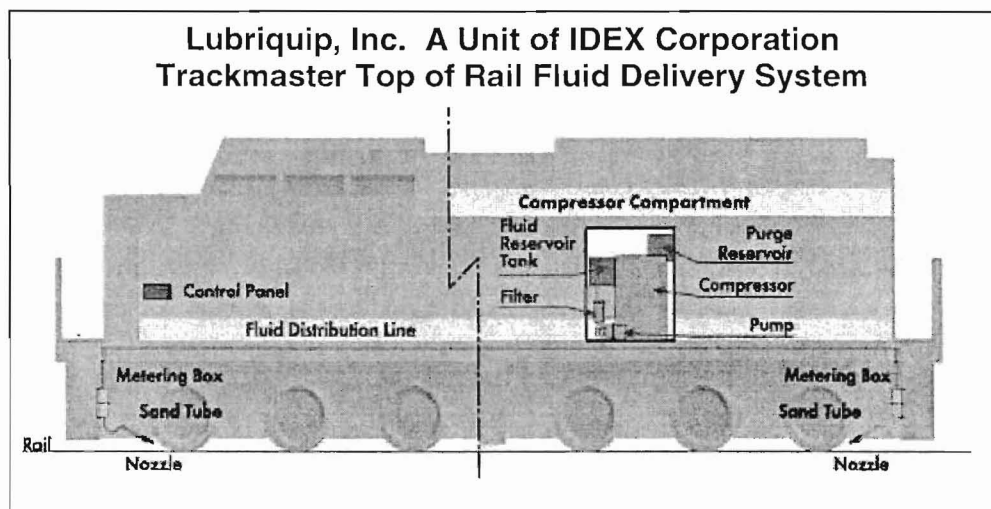 Lubriquip, Inc. A Unit of IDEX Corporation
Trackmaster Top of Rail Fluid Delivery System
Compressor Compartment
Fluid
Reservoir
Tank
Purge
Reservoir
Control Panel
Compressor
Filter
Fluid Distribution Line
Pump
Metering Box
Metering Box
Sand Tube
Sand Tube
Rail
Nozzle
Nozzle